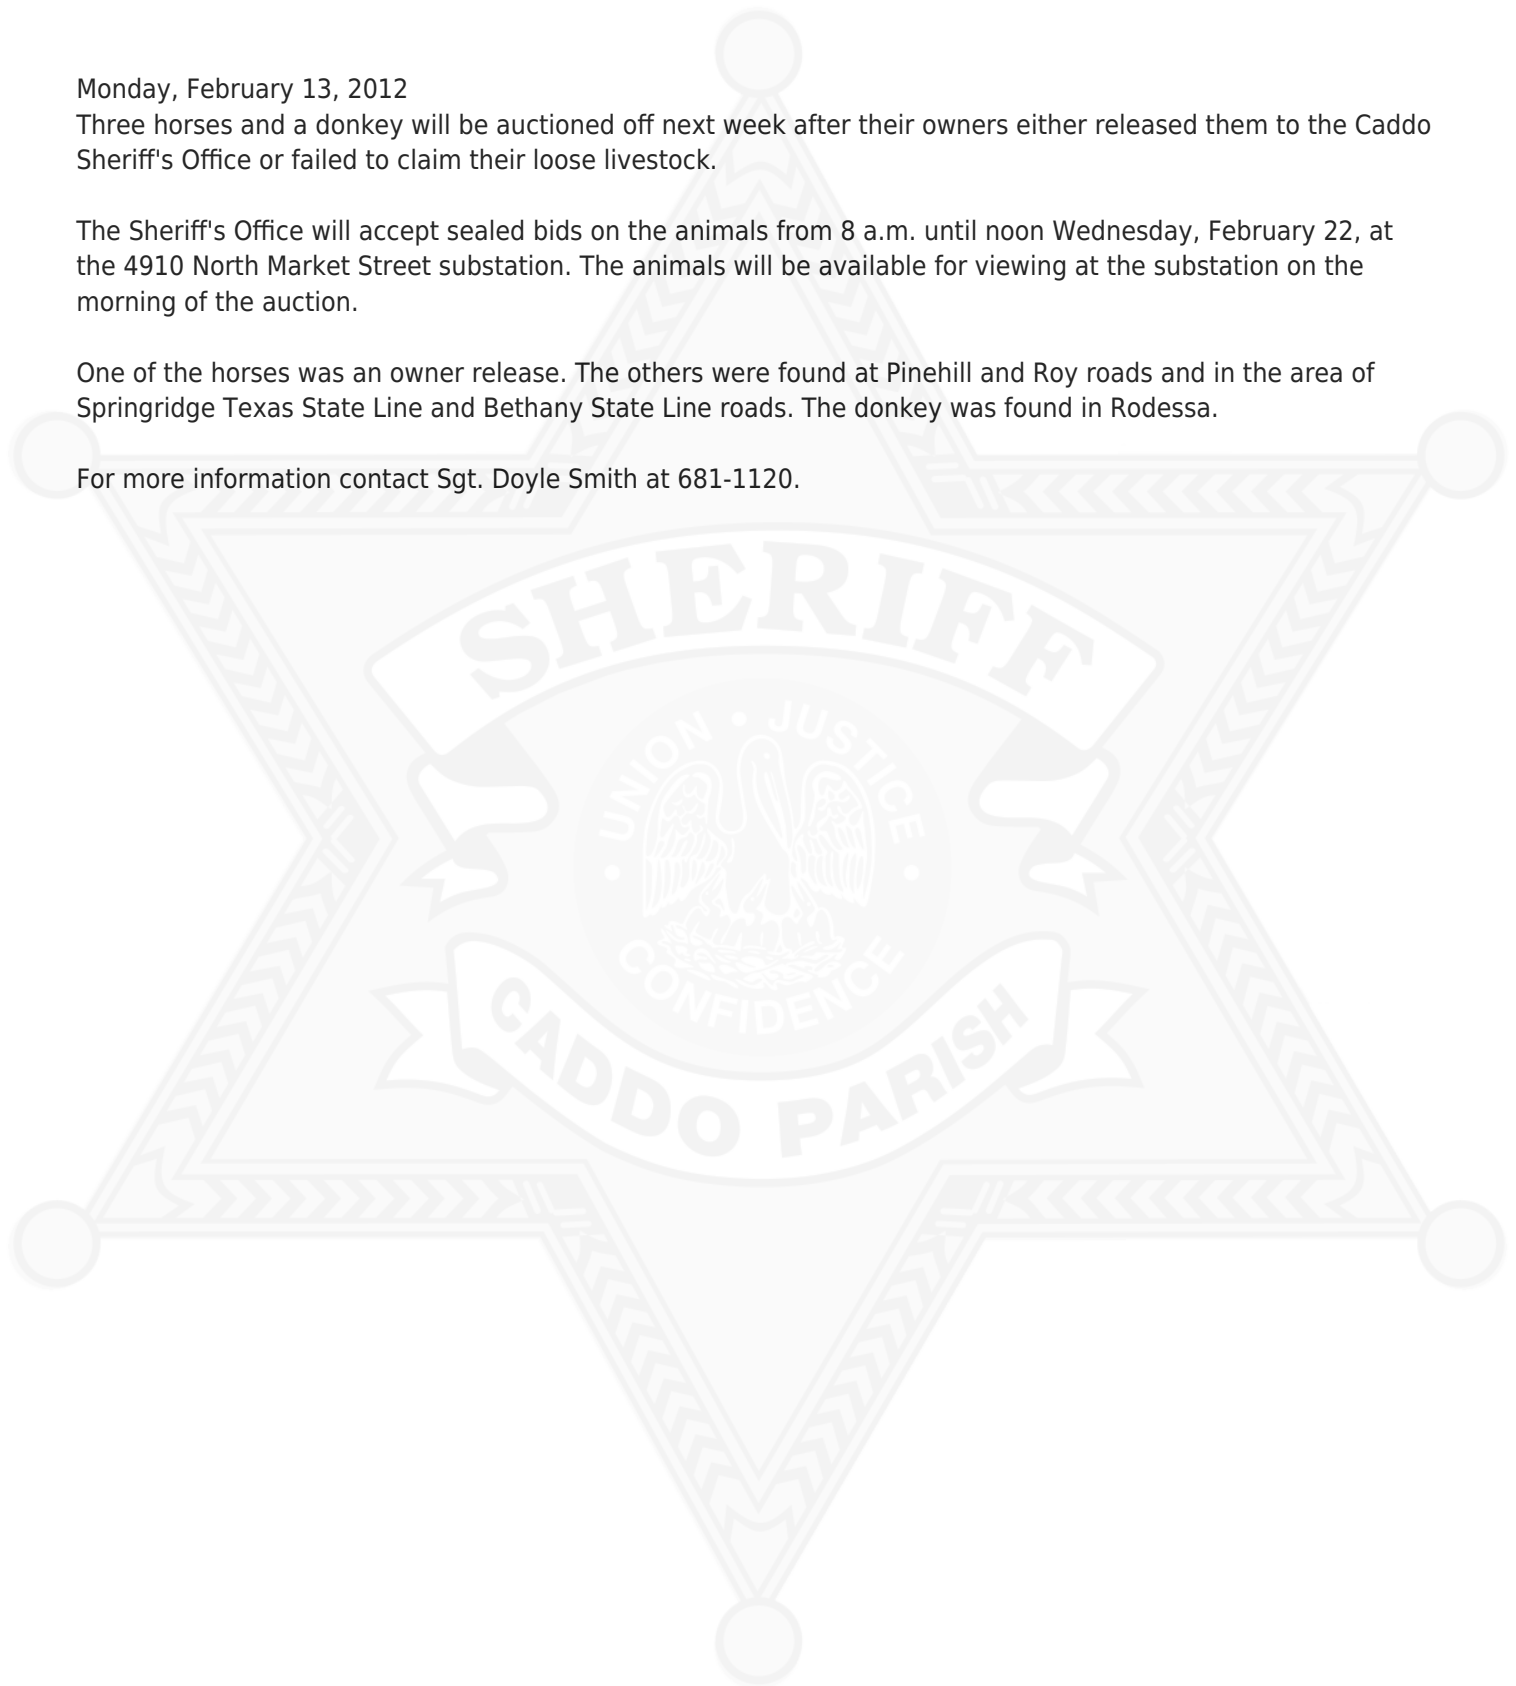 Monday, February 13, 2012
Three horses and a donkey will be auctioned off next week after their owners either released them to the Caddo
Sheriff's Office or failed to claim their loose livestock.
The Sheriff's Office will accept sealed bids on the animals from 8 a.m. until noon Wednesday, February 22, at
the 4910 North Market Street substation. The animals will be available for viewing at the substation on the
morning of the auction.
One of the horses was an owner release. The others were found at Pinehill and Roy roads and in the area of
Springridge Texas State Line and Bethany State Line roads. The donkey was found in Rodessa.
For more information contact Sgt. Doyle Smith at 681-1120.
SHERIFF
UNION • JUSTICE
• CONFIDENCE •
CADDO PARISH